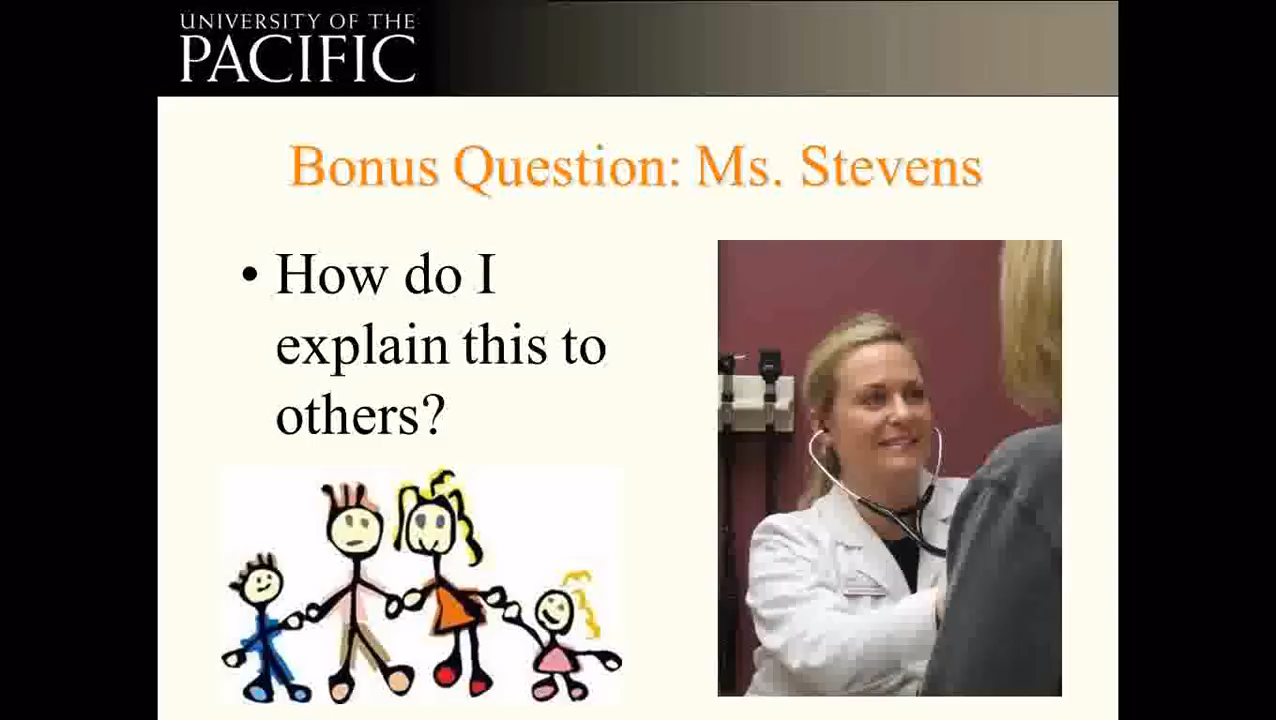 UNIVERSITY OF THE
PACIFIC
Bonus Question: Ms. Stevens
• How do I
explain this to
others?